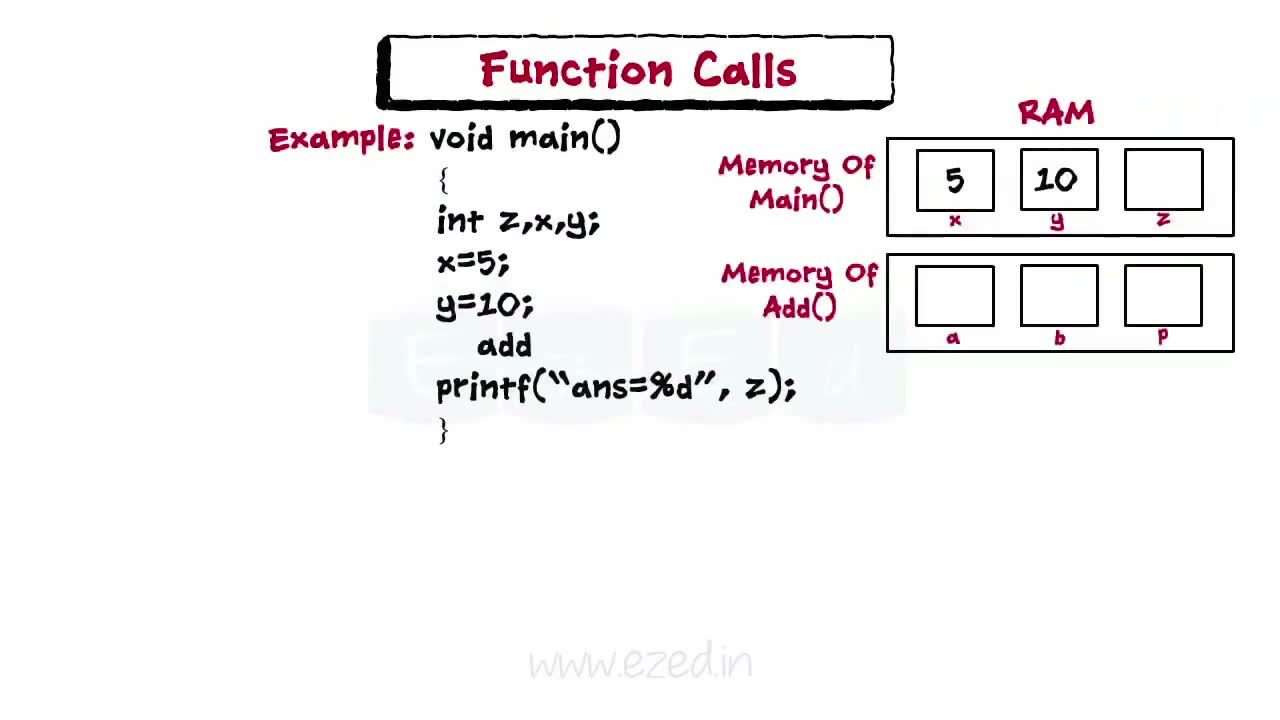 Function Calls
Example: void main()
{
int z,x,y;
x=5;
y=10;
add
printf("ans=%d", z);
}
RAM
Memory Of
Main()
5 10
x y z
Memory Of
Add()
a b p
E z E d
www.ezed.in